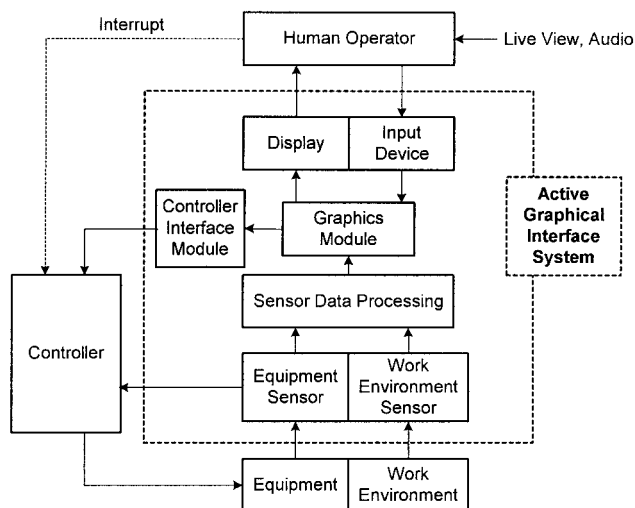 Interrupt
Human Operator
Live View, Audio
Display
Input
Device
Controller
Interface
Module
Graphics
Module
Active
Graphical
Interface
System
Sensor Data Processing
Controller
Equipment
Sensor
Work
Environment
Sensor
Equipment
Work
Environment